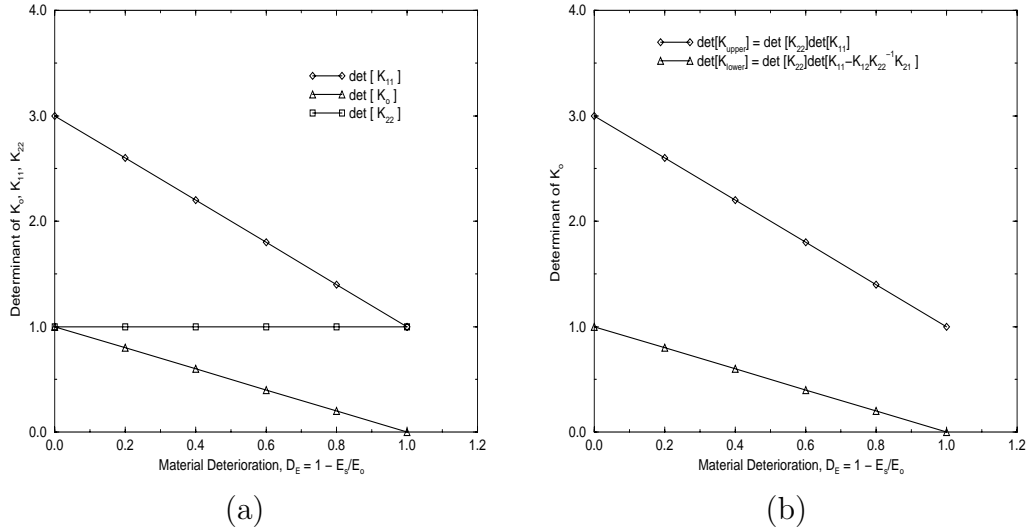 4.0
3.0
2.0
1.0
0.0
Determinant of Kₒ, K₁₁, K₂₂
det [ K₁₁ ]
det [ Kₒ ]
det [ K₂₂ ]
0.0 0.2 0.4 0.6 0.8 1.0 1.2
Material Deterioration, D_E = 1 − Eₛ/Eₒ
(a)
4.0
3.0
2.0
1.0
0.0
Determinant of Kₒ
det[K_upper] = det [K₂₂]det[K₁₁]
det[K_lower] = det [K₂₂]det[K₁₁−K₁₂K₂₂⁻¹K₂₁ ]
0.0 0.2 0.4 0.6 0.8 1.0 1.2
Material Deterioration, D_E = 1 − Eₛ/Eₒ
(b)